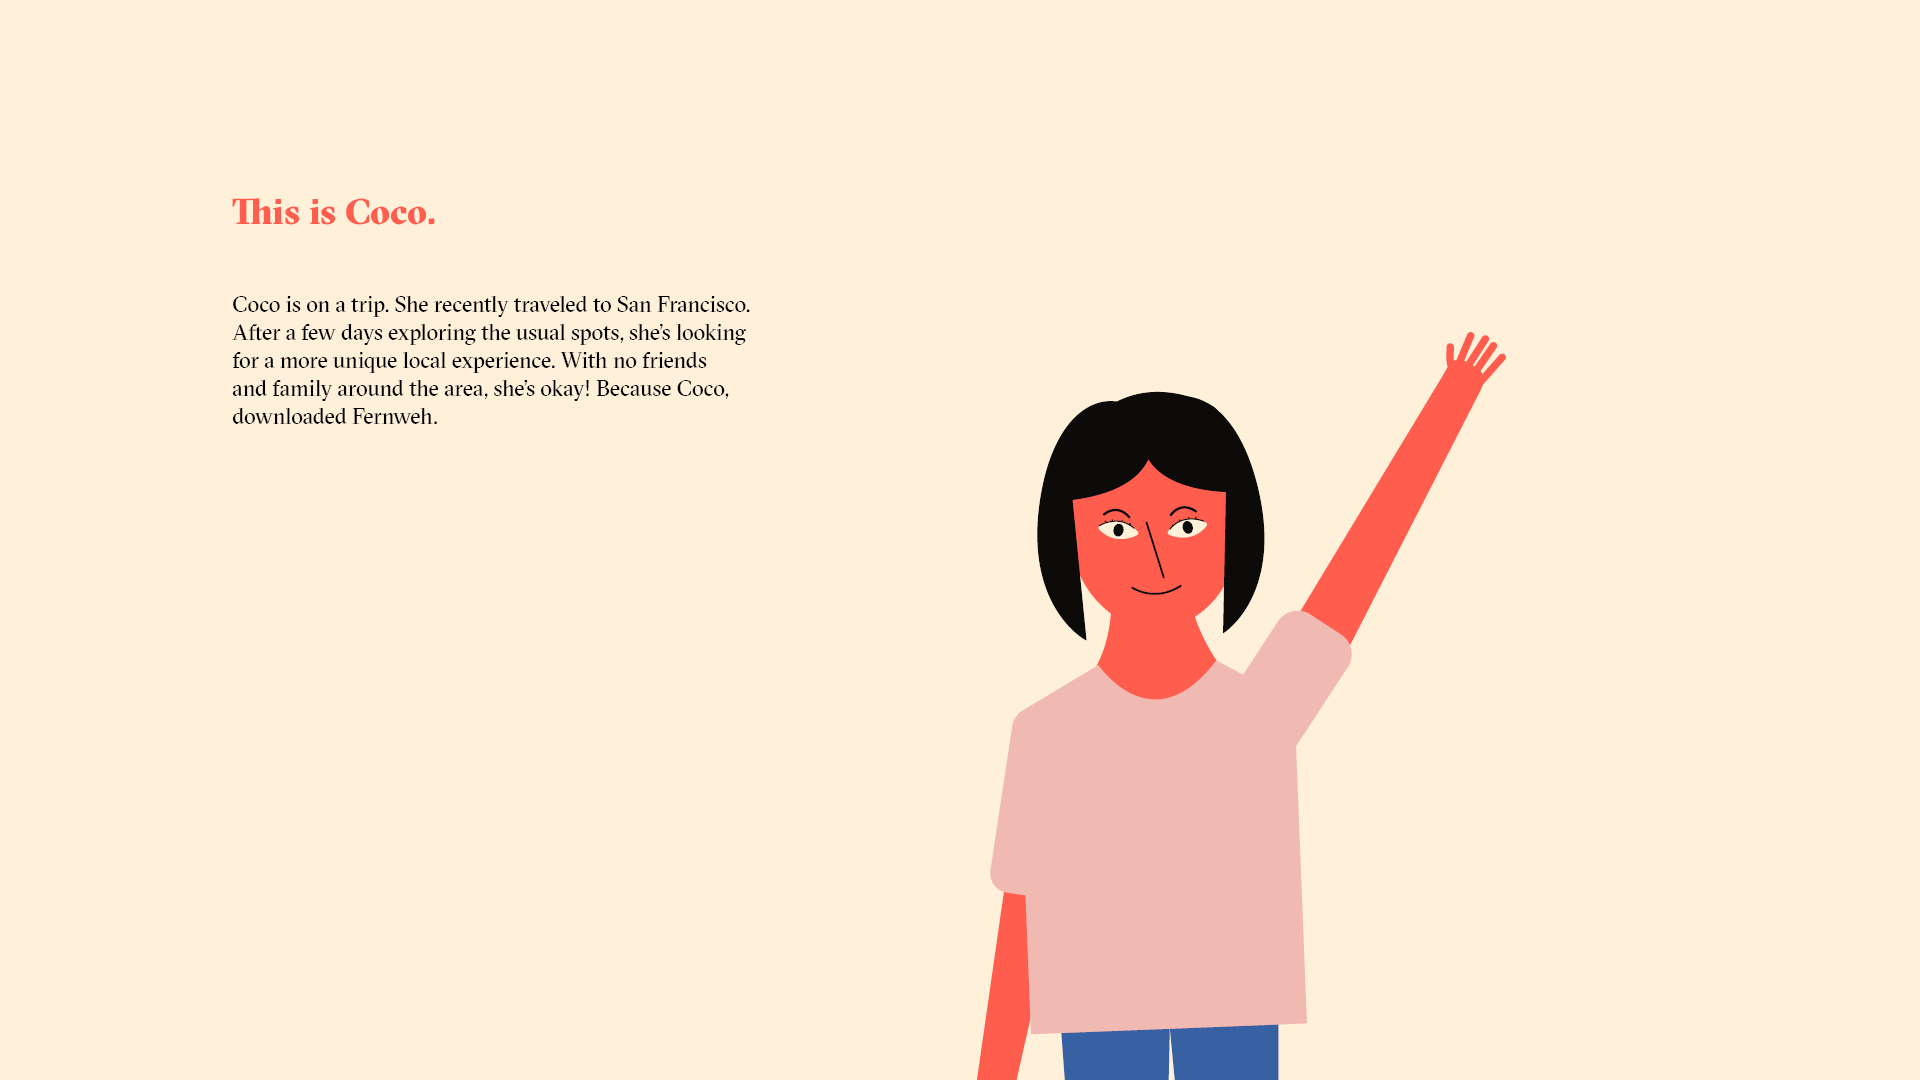 This is Coco.
Coco is on a trip. She recently traveled to San Francisco.
After a few days exploring the usual spots, she’s looking
for a more unique local experience. With no friends
and family around the area, she’s okay! Because Coco,
downloaded Fernweh.